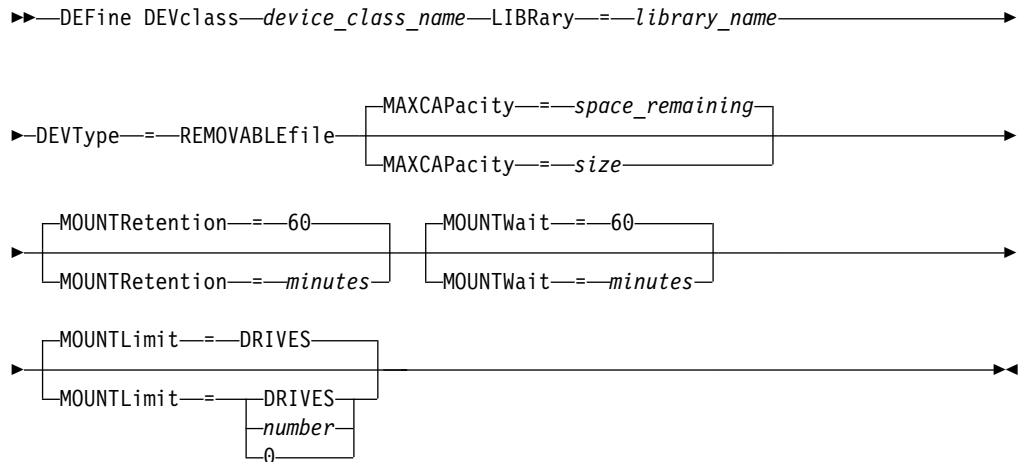 DEFine DEVclass device_class_name LIBRary = library_name
MAXCAPacity = space_remaining
DEVType = REMOVABLEfile
MAXCAPacity = size
MOUNTRetention = 60 MOUNTWait = 60
MOUNTRetention = minutes MOUNTWait = minutes
MOUNTLimit = DRIVES
MOUNTLimit = DRIVES
number
0